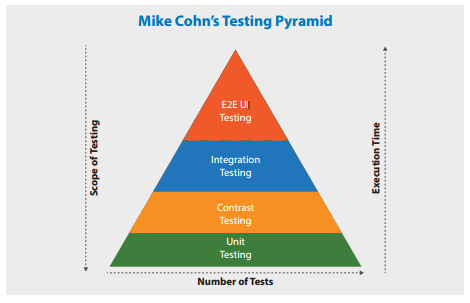 Mike Cohn's Testing Pyramid
Scope of Testing
E2E UI
Testing
Integration
Testing
Contrast
Testing
Unit
Testing
Execution Time
Number of Tests